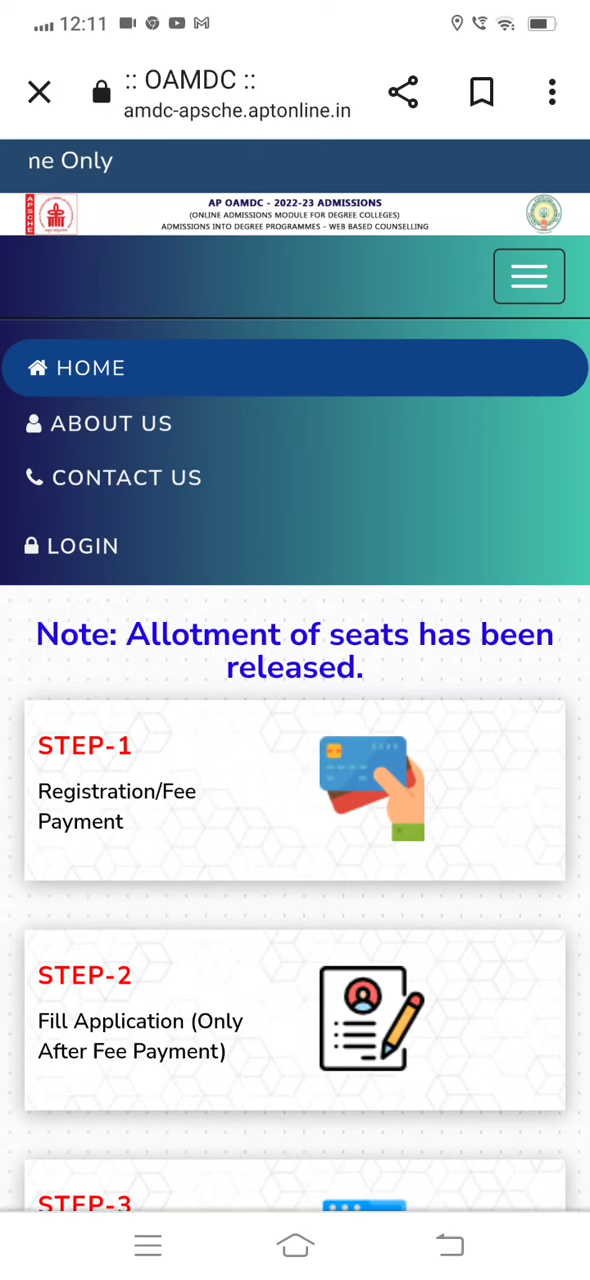 12:11
:: OAMDC ::
amdc-apsche.aptonline.in
ne Only
APSCHE
AP OAMDC - 2022-23 ADMISSIONS
(ONLINE ADMISSIONS MODULE FOR DEGREE COLLEGES)
ADMISSIONS INTO DEGREE PROGRAMMES - WEB BASED COUNSELLING
HOME
ABOUT US
CONTACT US
LOGIN
Note: Allotment of seats has been
released.
STEP-1
Registration/Fee
Payment
STEP-2
Fill Application (Only
After Fee Payment)
STEP-3